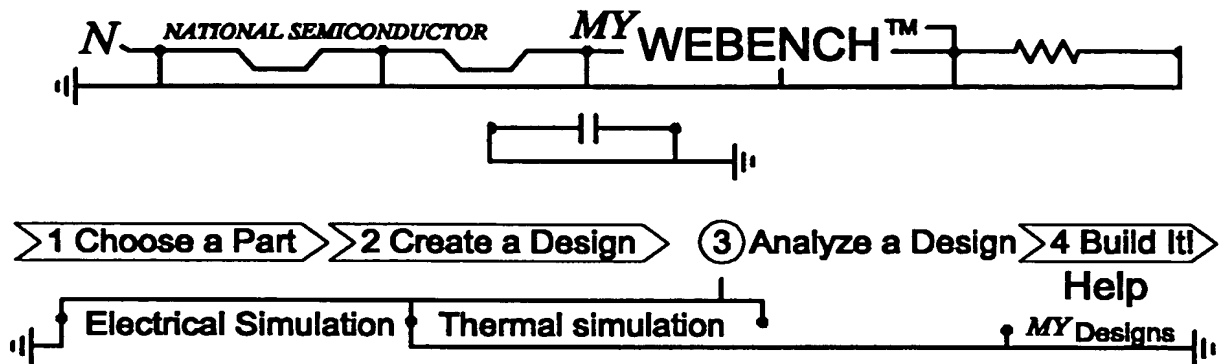 N NATIONAL SEMICONDUCTOR MY WEBENCH™
1 Choose a Part 2 Create a Design 3 Analyze a Design 4 Build It!
Help
Electrical Simulation Thermal simulation MY Designs